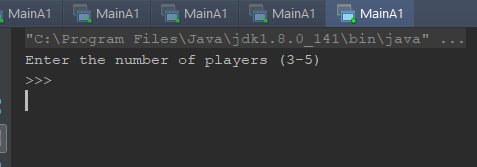 MainA1 MainA1 MainA1 MainA1 MainA1
"C:\Program Files\Java\jdk1.8.0_141\bin\java" ...
Enter the number of players (3-5)
>>>